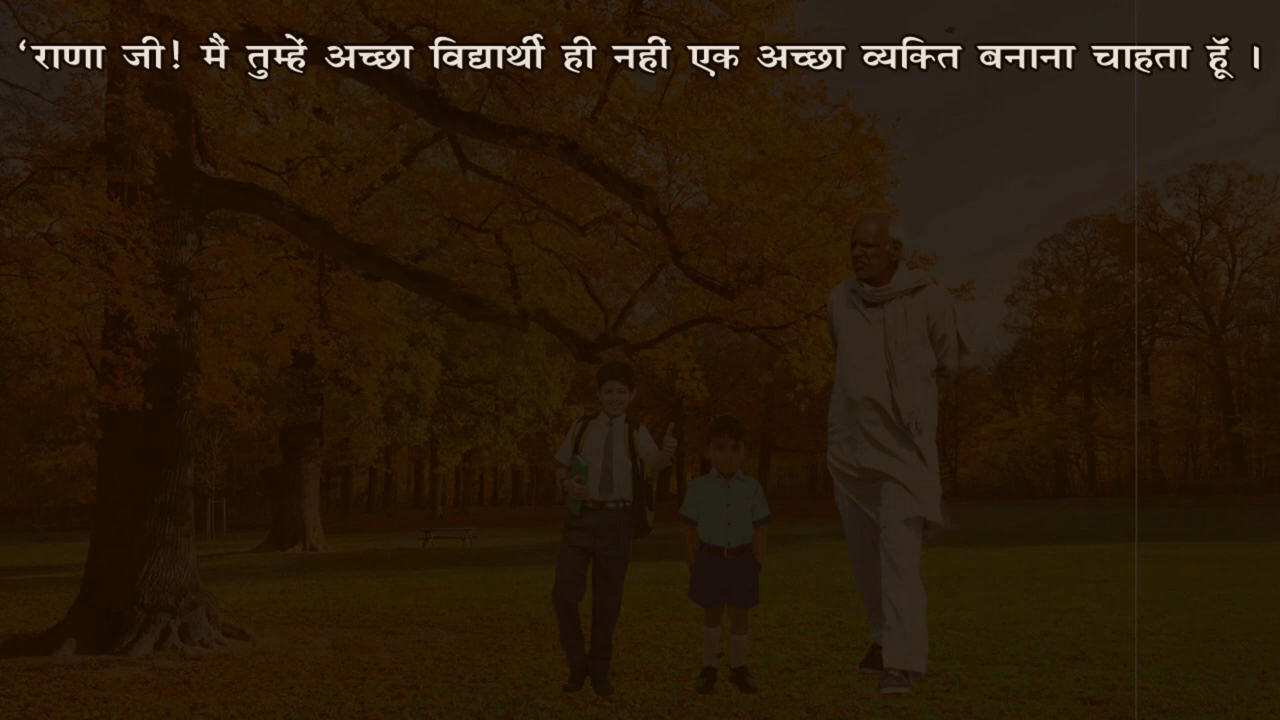 ‘राणा जी! मैं तुम्हें अच्छा विद्यार्थी ही नहीं एक अच्छा व्यक्ति बनाना चाहता हूँ ।